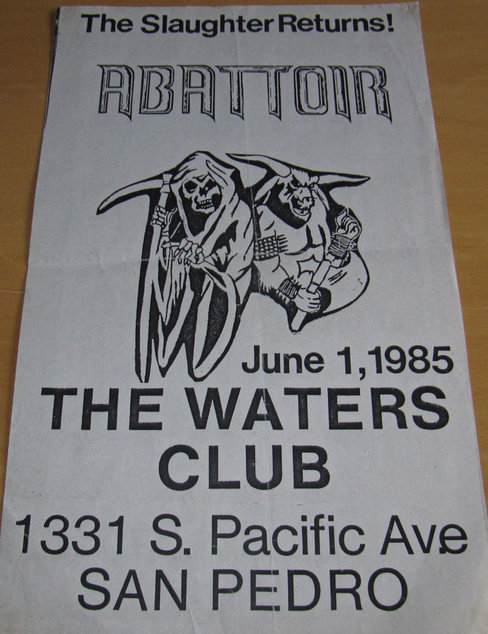 The Slaughter Returns!
ABATTOIR
June 1, 1985
THE WATERS
CLUB
1331 S. Pacific Ave
SAN PEDRO